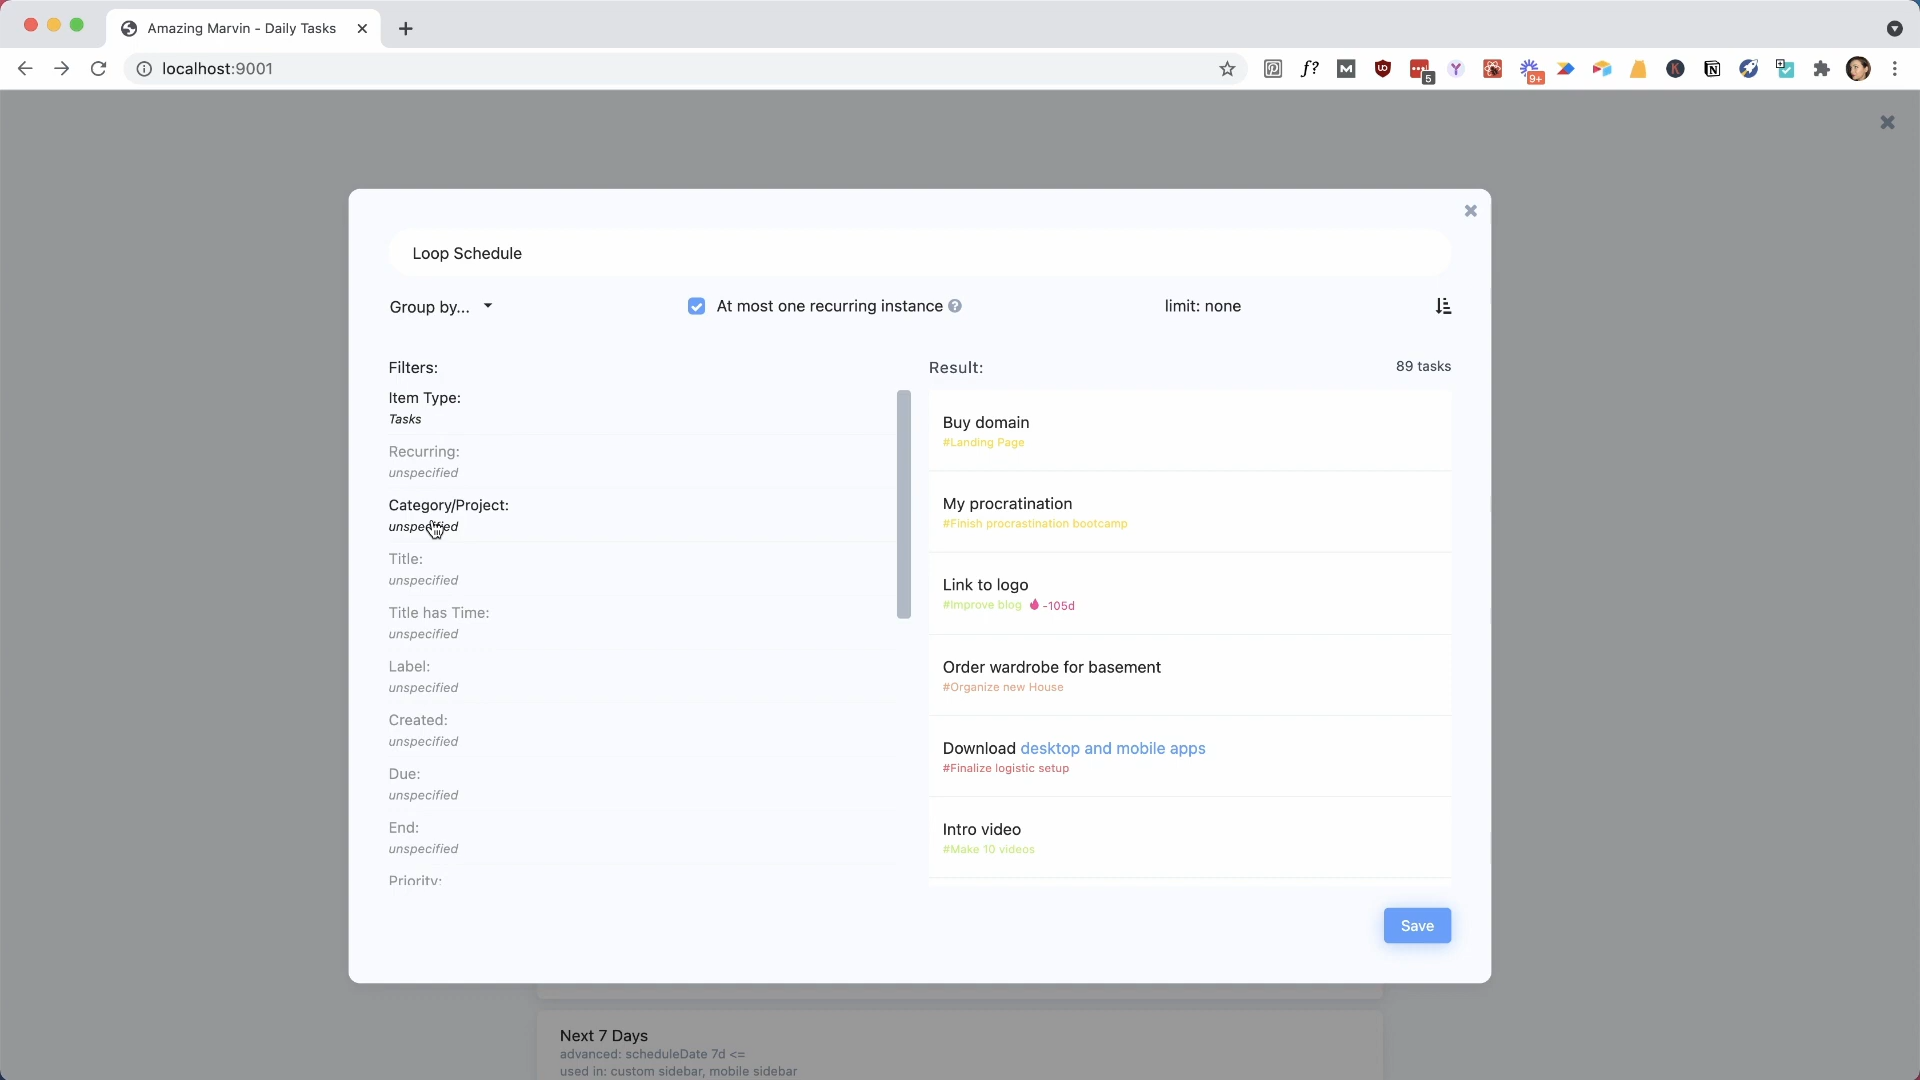 Amazing Marvin - Daily Tasks
localhost:9001
5
9+
Loop Schedule
Group by...
At most one recurring instance
limit: none
Filters:
Item Type:
Tasks
Recurring:
unspecified
Category/Project:
unspecified
Title:
unspecified
Title has Time:
unspecified
Label:
unspecified
Created:
unspecified
Due:
unspecified
End:
unspecified
Priority:
Result:
89 tasks
Buy domain
#Landing Page
My procratination
#Finish procrastination bootcamp
Link to logo
#Improve blog -105d
Order wardrobe for basement
#Organize new House
Download desktop and mobile apps
#Finalize logistic setup
Intro video
#Make 10 videos
Save
Next 7 Days
advanced: scheduleDate 7d <=
used in: custom sidebar, mobile sidebar